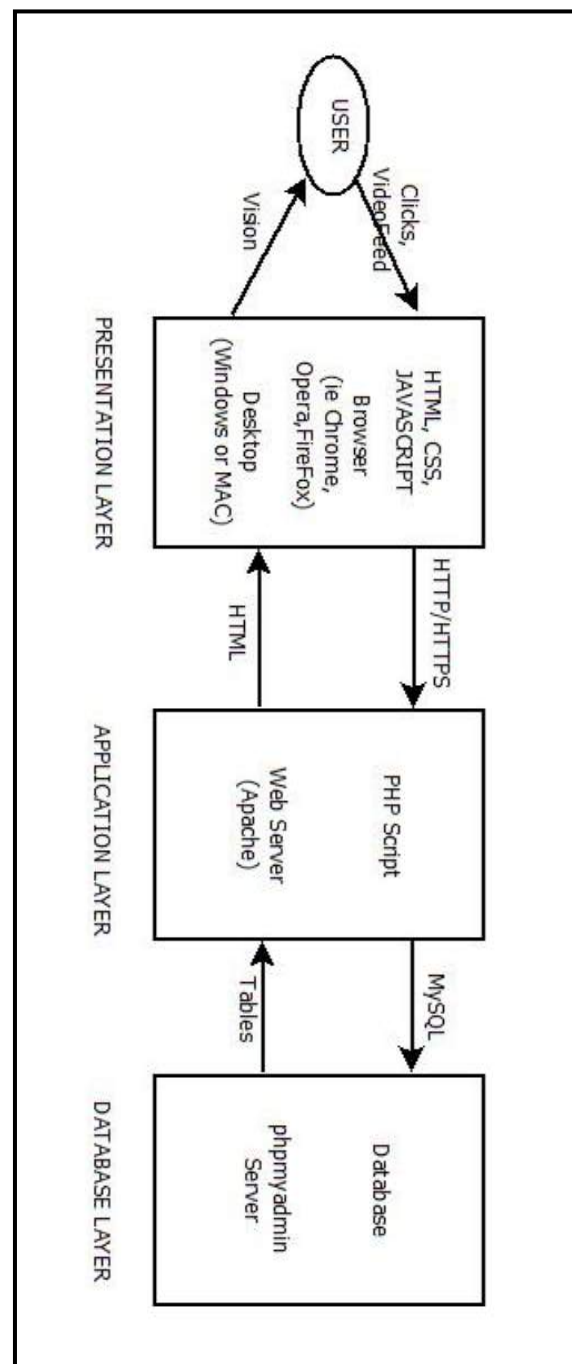 USER
Clicks,
VideoFeed
Vision
HTML, CSS,
JAVASCRIPT
Browser
(ie Chrome,
Opera,FireFox)
Desktop
(Windows or MAC)
PRESENTATION LAYER
HTTP/HTTPS
HTML
PHP Script
Web Server
(Apache)
APPLICATION LAYER
MySQL
Tables
Database
phpmyadmin
Server
DATABASE LAYER